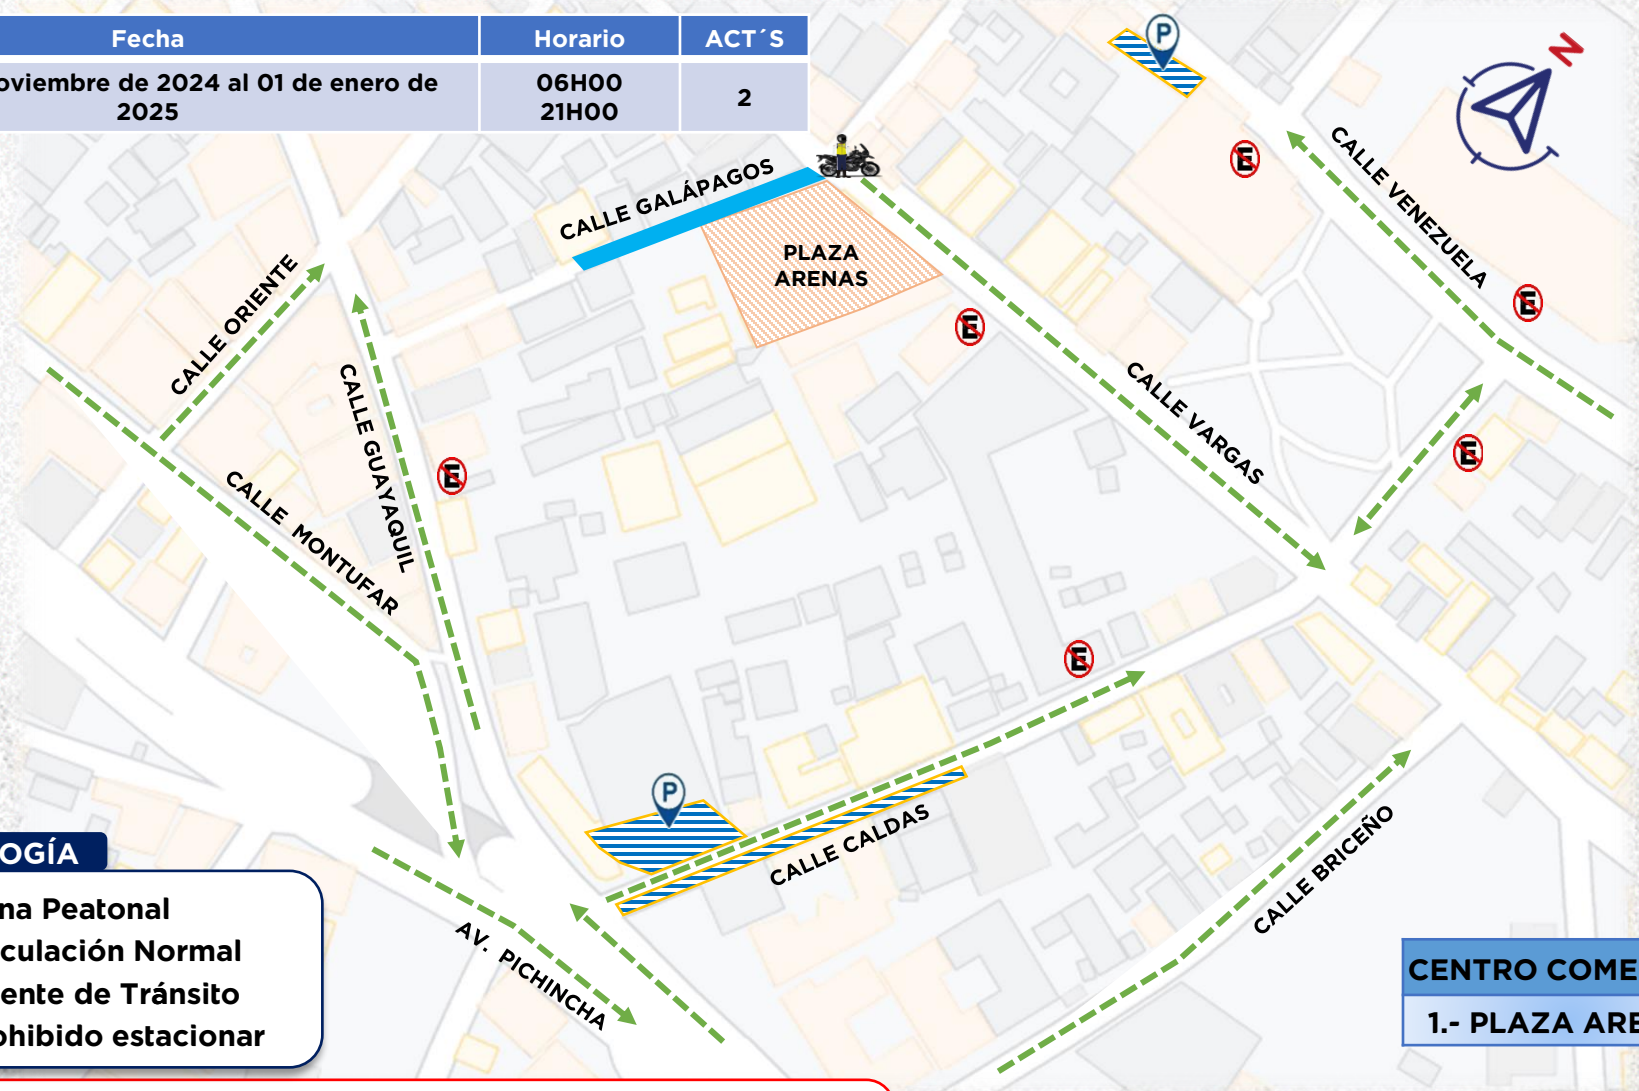 Fecha
Horario
ACT´S
oviembre de 2024 al 01 de enero de
2025
06H00
21H00
2
P
N
CALLE VENEZUELA
CALLE GALÁPAGOS
PLAZA
ARENAS
CALLE ORIENTE
CALLE GUAYAQUIL
CALLE VARGAS
CALLE MONTUFAR
E
E
E
E
E
E
P
CALLE CALDAS
CALLE BRICEÑO
AV. PICHINCHA
OGÍA
na Peatonal
culación Normal
ente de Tránsito
ohibido estacionar
CENTRO COME
1.- PLAZA ARE